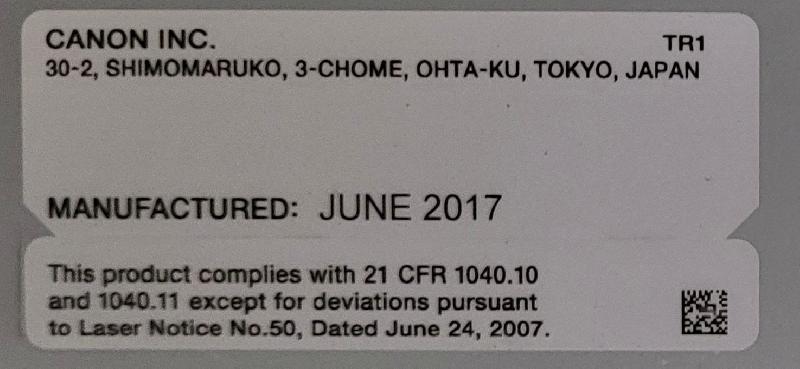 CANON INC. TR1
30-2, SHIMOMARUKO, 3-CHOME, OHTA-KU, TOKYO, JAPAN
MANUFACTURED: JUNE 2017
This product complies with 21 CFR 1040.10
and 1040.11 except for deviations pursuant
to Laser Notice No.50, Dated June 24, 2007.